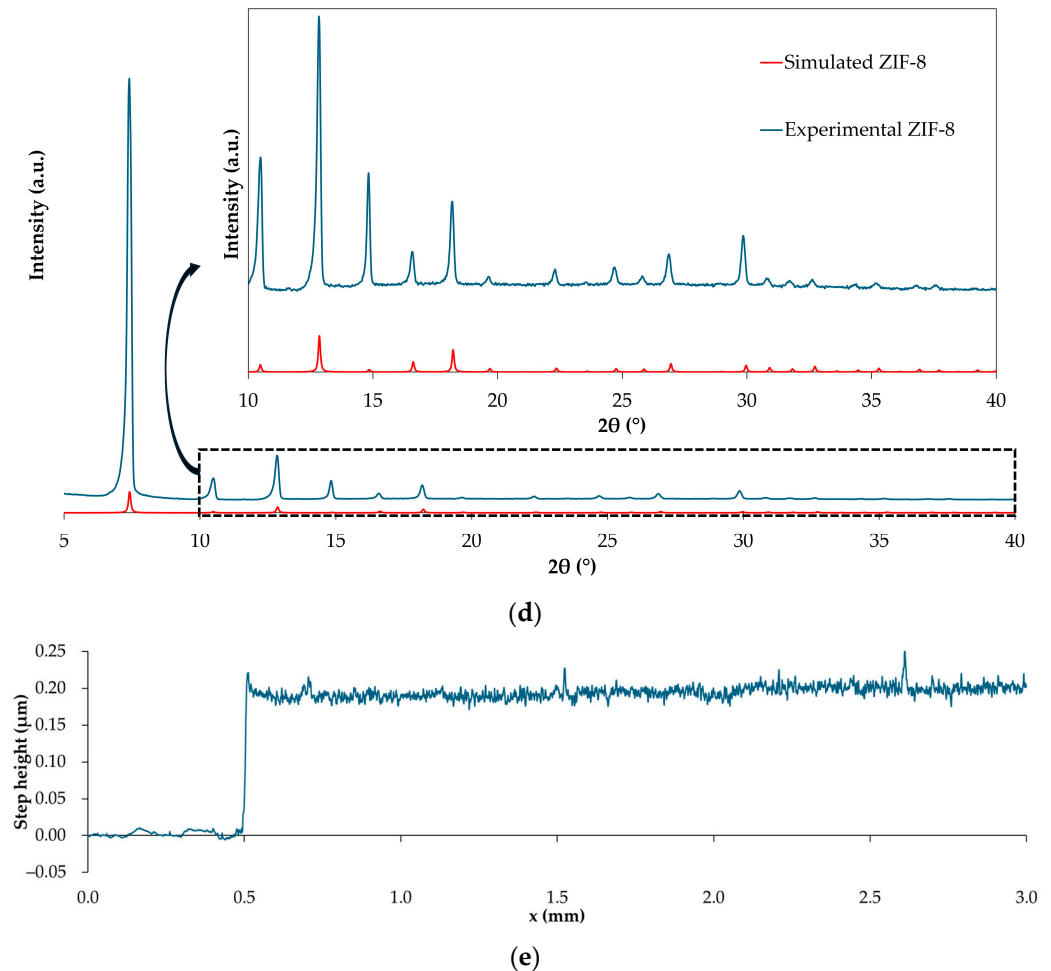 Simulated ZIF-8
Experimental ZIF-8
Intensity (a.u.)
Intensity (a.u.)
10 15 20 25 30 35 40
2θ (°)
5 10 15 20 25 30 35 40
2θ (°)
(d)
0.25
0.20
0.15
0.10
0.05
0.00
−0.05
Step height (µm)
0.0 0.5 1.0 1.5 2.0 2.5 3.0
x (mm)
(e)